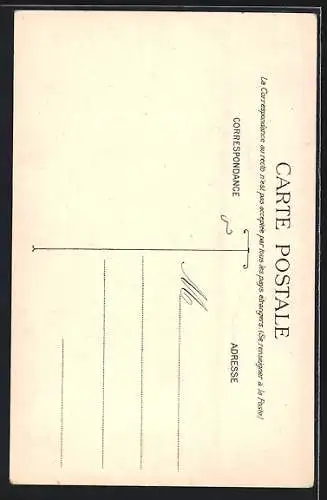 CARTE POSTALE
La Correspondance au recto n'est pas acceptée par tous les pays étrangers. (Se renseigner à la Poste)
CORRESPONDANCE
ADRESSE
M